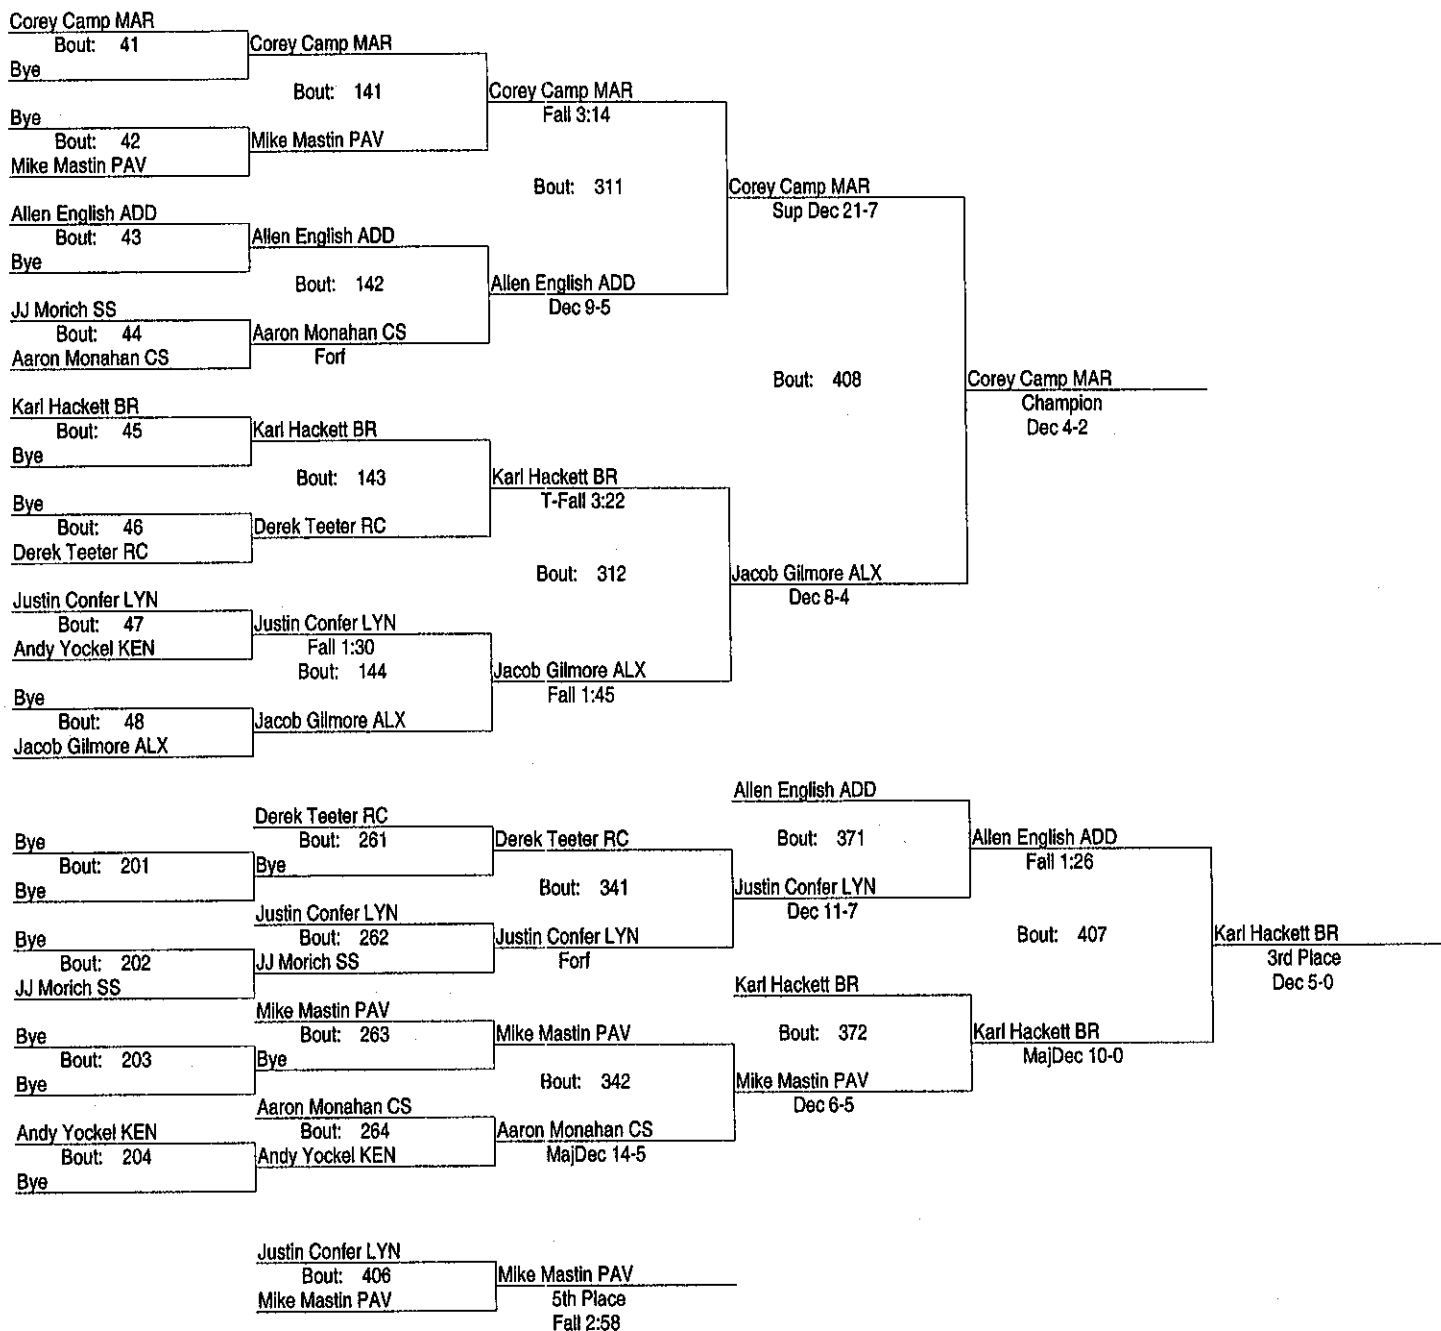 Corey Camp MAR
Bout: 41
Bye
Corey Camp MAR
Bout: 141
Bye
Bout: 42
Mike Mastin PAV
Mike Mastin PAV
Corey Camp MAR
Fall 3:14
Bout: 311
Allen English ADD
Bout: 43
Bye
Allen English ADD
Bout: 142
JJ Morich SS
Bout: 44
Aaron Monahan CS
Aaron Monahan CS
Forf
Allen English ADD
Dec 9-5
Corey Camp MAR
Sup Dec 21-7
Bout: 408
Karl Hackett BR
Bout: 45
Bye
Karl Hackett BR
Bout: 143
Bye
Bout: 46
Derek Teeter RC
Derek Teeter RC
Karl Hackett BR
T-Fall 3:22
Bout: 312
Justin Confer LYN
Bout: 47
Andy Yockel KEN
Justin Confer LYN
Fall 1:30
Bout: 144
Bye
Bout: 48
Jacob Gilmore ALX
Jacob Gilmore ALX
Jacob Gilmore ALX
Fall 1:45
Jacob Gilmore ALX
Dec 8-4
Corey Camp MAR
Champion
Dec 4-2
Bye
Bout: 201
Bye
Derek Teeter RC
Bout: 261
Bye
Derek Teeter RC
Bout: 341
Bye
Bout: 202
JJ Morich SS
Justin Confer LYN
Bout: 262
JJ Morich SS
Justin Confer LYN
Forf
Allen English ADD
Bout: 371
Justin Confer LYN
Dec 11-7
Allen English ADD
Fall 1:26
Bout: 407
Bye
Bout: 203
Bye
Mike Mastin PAV
Bout: 263
Bye
Mike Mastin PAV
Bout: 342
Andy Yockel KEN
Bout: 204
Bye
Aaron Monahan CS
Bout: 264
Andy Yockel KEN
Aaron Monahan CS
MajDec 14-5
Karl Hackett BR
Bout: 372
Mike Mastin PAV
Dec 6-5
Karl Hackett BR
MajDec 10-0
Karl Hackett BR
3rd Place
Dec 5-0
Justin Confer LYN
Bout: 406
Mike Mastin PAV
Mike Mastin PAV
5th Place
Fall 2:58